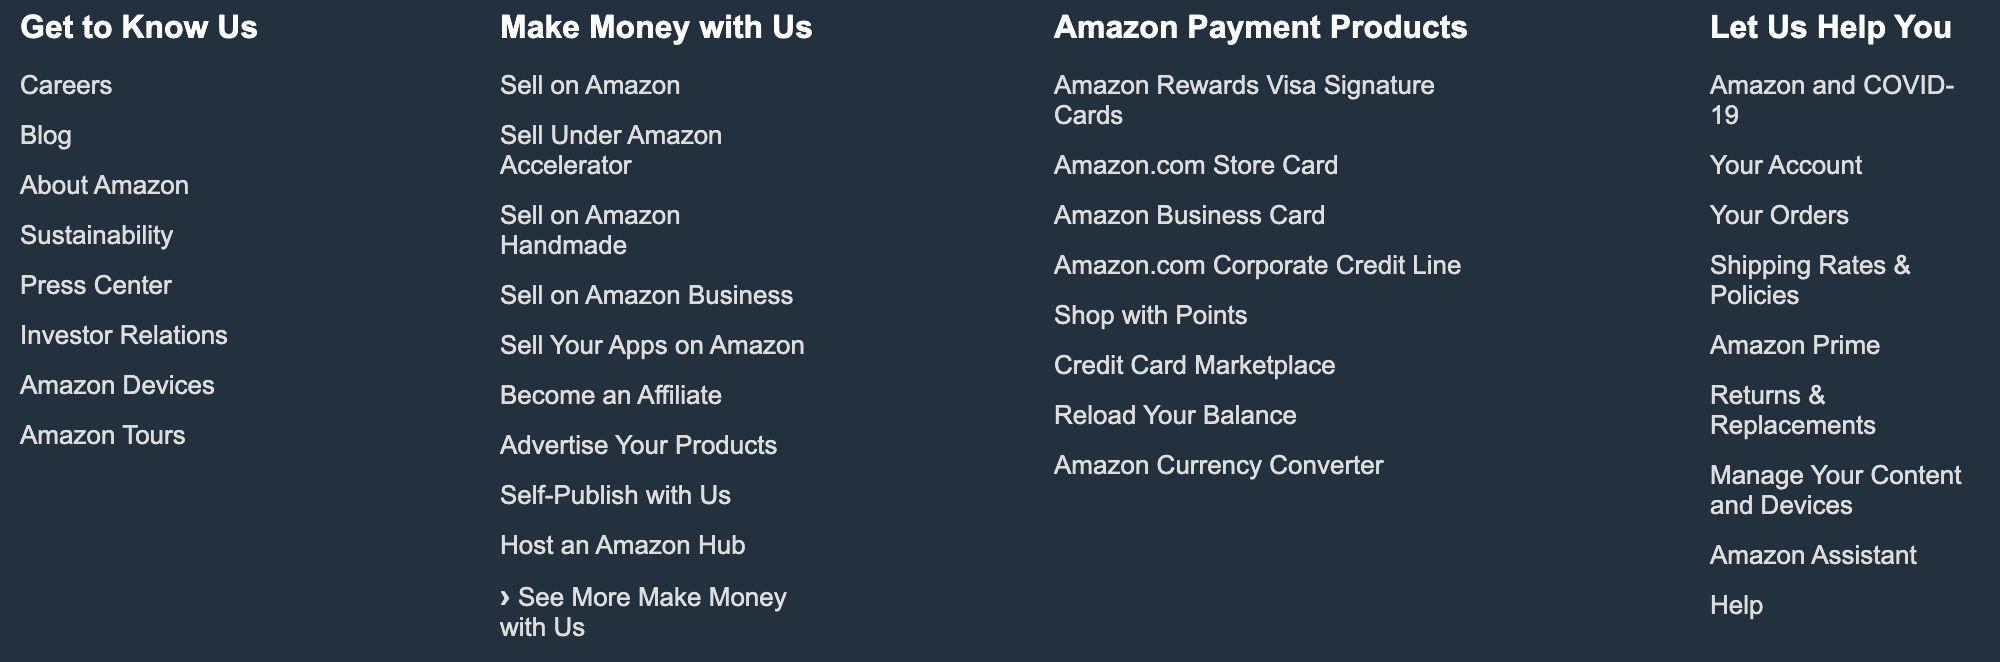 Get to Know Us
Careers
Blog
About Amazon
Sustainability
Press Center
Investor Relations
Amazon Devices
Amazon Tours
Make Money with Us
Sell on Amazon
Sell Under Amazon
Accelerator
Sell on Amazon
Handmade
Sell on Amazon Business
Sell Your Apps on Amazon
Become an Affiliate
Advertise Your Products
Self-Publish with Us
Host an Amazon Hub
› See More Make Money
with Us
Amazon Payment Products
Amazon Rewards Visa Signature
Cards
Amazon.com Store Card
Amazon Business Card
Amazon.com Corporate Credit Line
Shop with Points
Credit Card Marketplace
Reload Your Balance
Amazon Currency Converter
Let Us Help You
Amazon and COVID-
19
Your Account
Your Orders
Shipping Rates &
Policies
Amazon Prime
Returns &
Replacements
Manage Your Content
and Devices
Amazon Assistant
Help